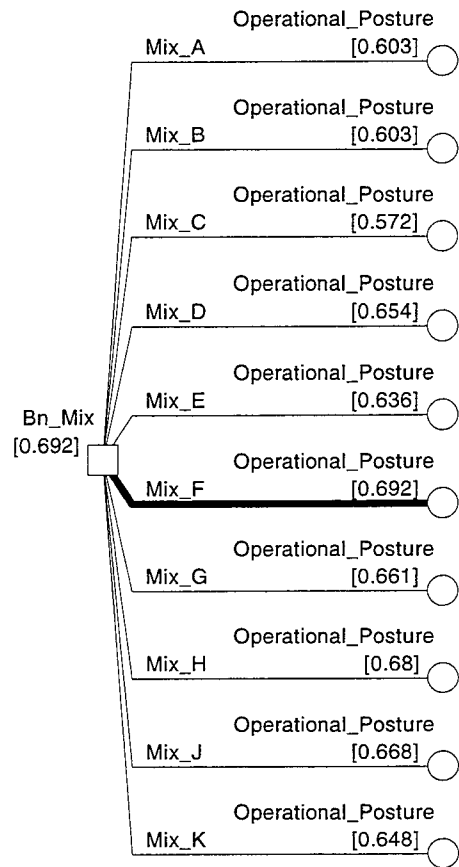 Operational_Posture
Mix_A [0.603]
Operational_Posture
Mix_B [0.603]
Operational_Posture
Mix_C [0.572]
Operational_Posture
Mix_D [0.654]
Operational_Posture
Mix_E [0.636]
Bn_Mix
[0.692]
Operational_Posture
Mix_F [0.692]
Operational_Posture
Mix_G [0.661]
Operational_Posture
Mix_H [0.68]
Operational_Posture
Mix_J [0.668]
Operational_Posture
Mix_K [0.648]